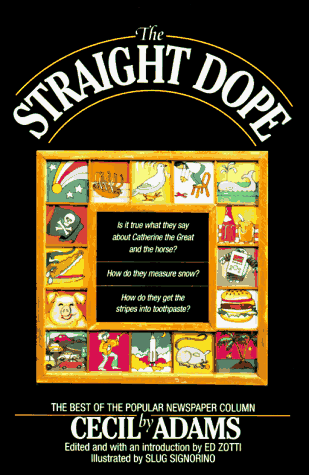 The
STRAIGHT DOPE
Is it true what they say
about Catherine the Great
and the horse?
How do they measure snow?
How do they get the
stripes into toothpaste?
THE BEST OF THE POPULAR NEWSPAPER COLUMN
CECIL by ADAMS
Edited and with an introduction by ED ZOTTI
Illustrated by SLUG SIGNORINO